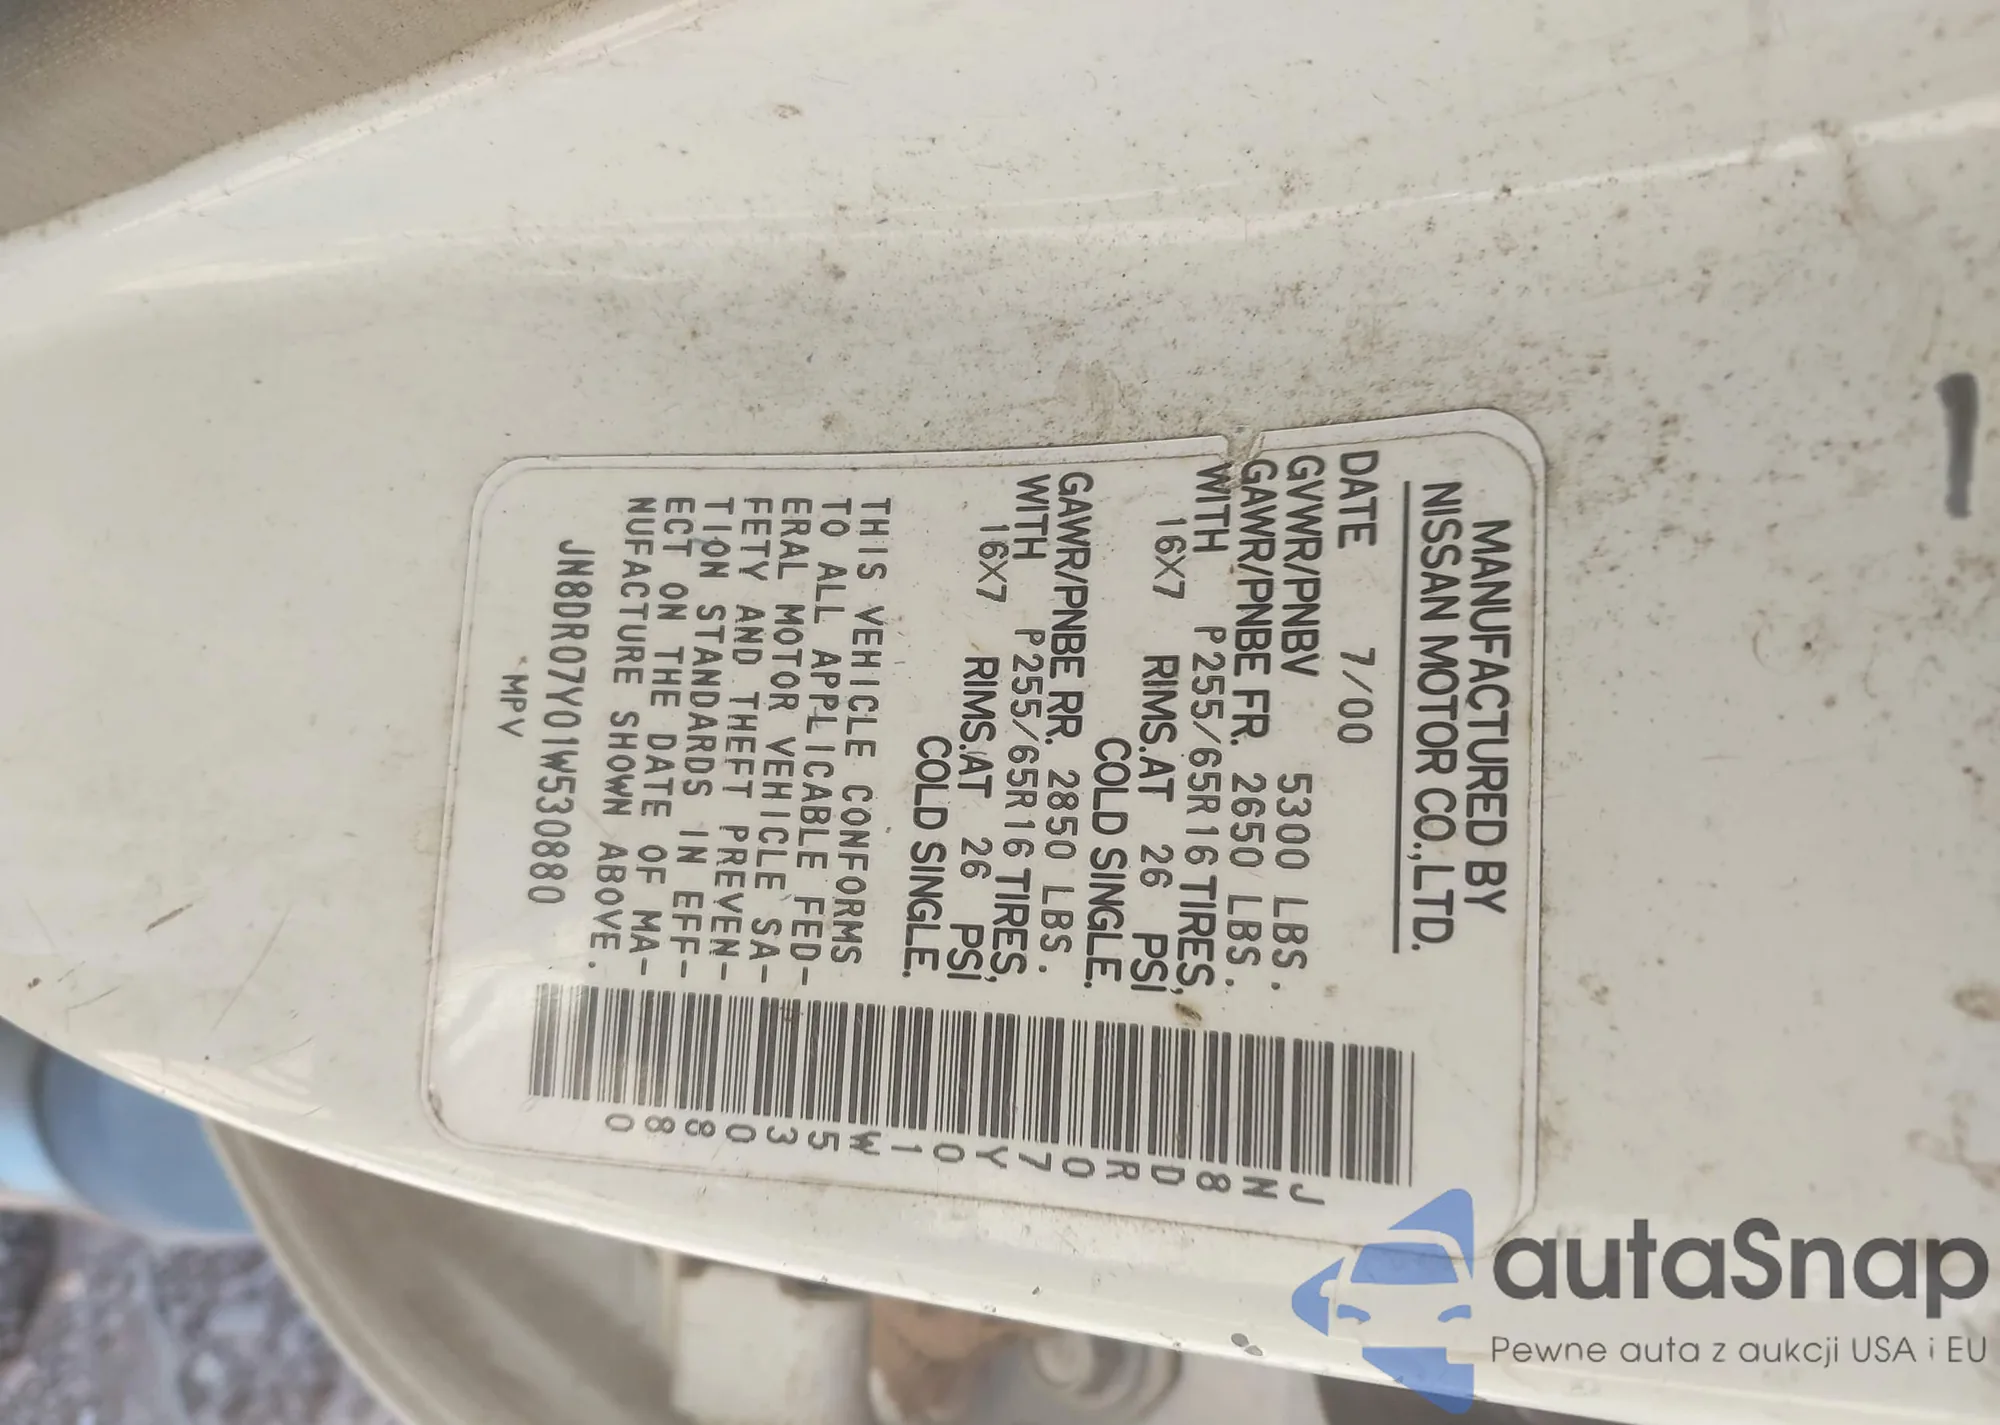 MANUFACTURED BY
NISSAN MOTOR CO.,LTD.
DATE 7/00
GVWR/PNBV 5300 LBS.
GAWR/PNBE FR. 2650 LBS.
WITH P255/65R16 TIRES,
16X7 RIMS.AT 26 PSI
COLD SINGLE.
GAWR/PNBE RR. 2850 LBS.
WITH P255/65R16 TIRES,
16X7 RIMS.AT 26 PSI
COLD SINGLE.
THIS VEHICLE CONFORMS
TO ALL APPLICABLE FED-
ERAL MOTOR VEHICLE SA-
FETY AND THEFT PREVEN-
TION STANDARDS IN EFF-
ECT ON THE DATE OF MA-
NUFACTURE SHOWN ABOVE.
JN8DR07Y01W530880
MPV
JN8DR07Y01W530880
autaSnap
Pewne auta z aukcji USA i EU